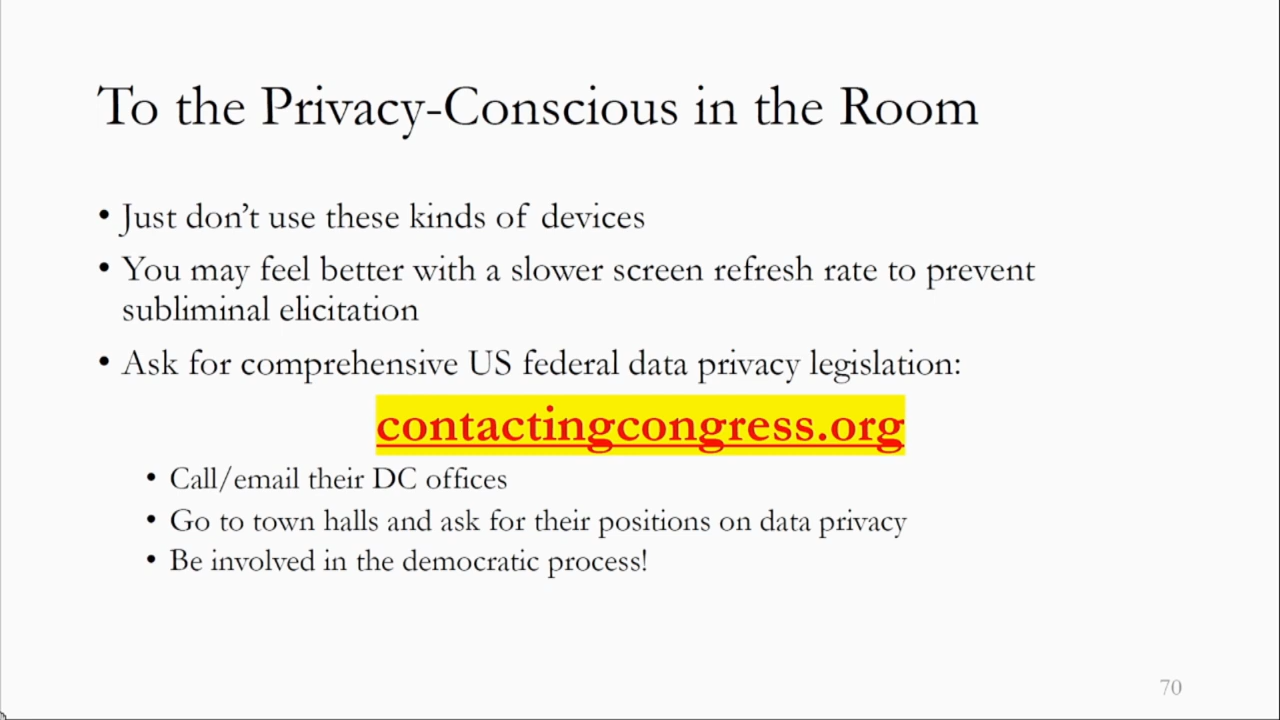 To the Privacy-Conscious in the Room
• Just don’t use these kinds of devices
• You may feel better with a slower screen refresh rate to prevent
subliminal elicitation
• Ask for comprehensive US federal data privacy legislation:
contactingcongress.org
• Call/email their DC offices
• Go to town halls and ask for their positions on data privacy
• Be involved in the democratic process!
70